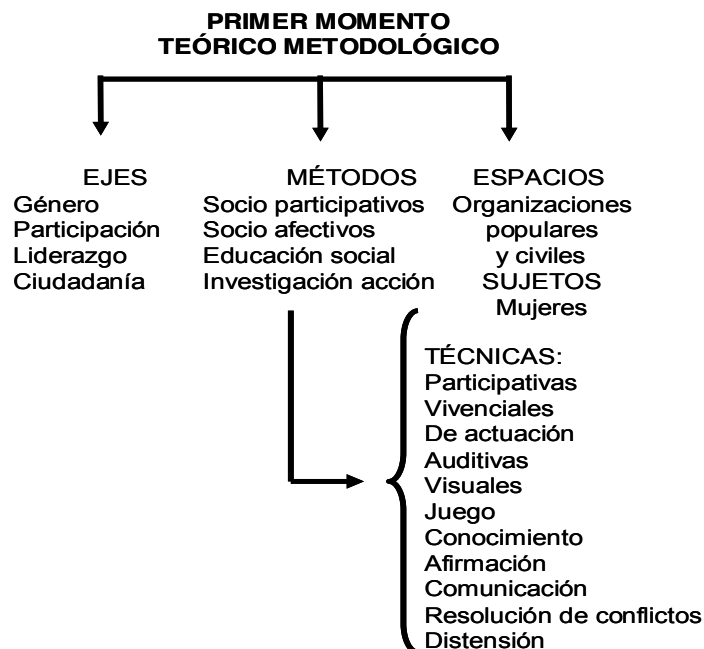 PRIMER MOMENTO
TEÓRICO METODOLÓGICO
EJES
Género
Participación
Liderazgo
Ciudadanía
MÉTODOS
Socio participativos
Socio afectivos
Educación social
Investigación acción
ESPACIOS
Organizaciones
populares
y civiles
SUJETOS
Mujeres
TÉCNICAS:
Participativas
Vivenciales
De actuación
Auditivas
Visuales
Juego
Conocimiento
Afirmación
Comunicación
Resolución de conflictos
Distensión